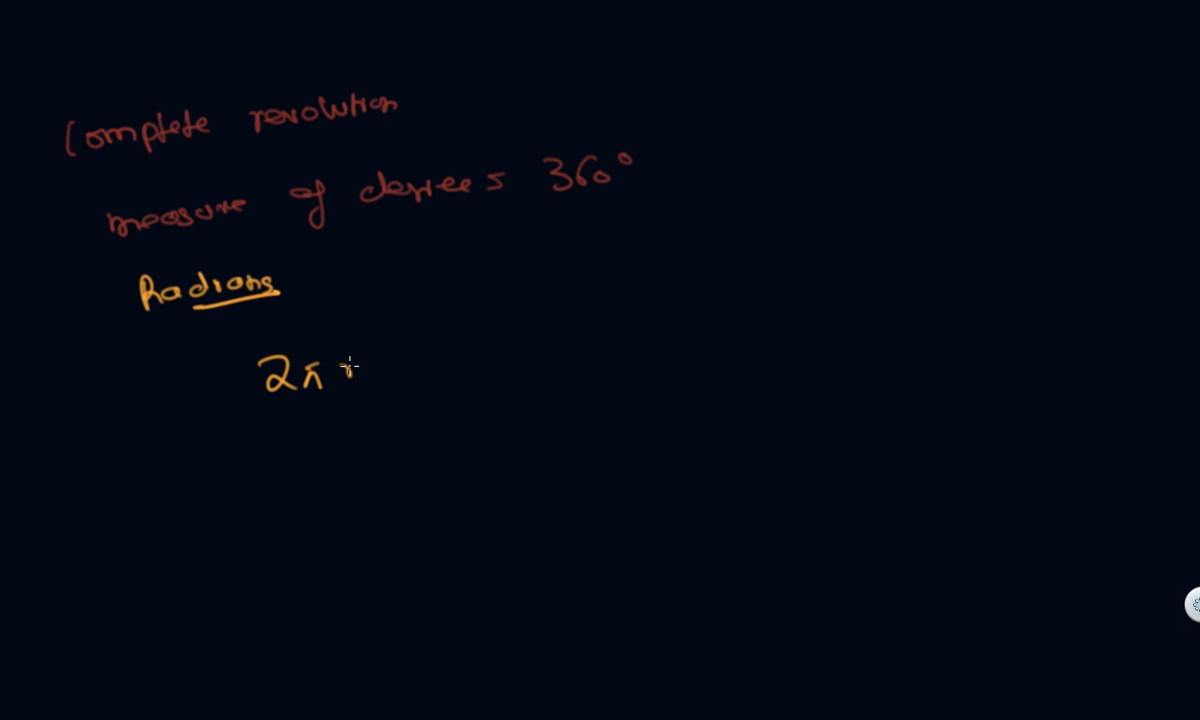 Complete revolution
measure of degrees 360°
Radians
2π r